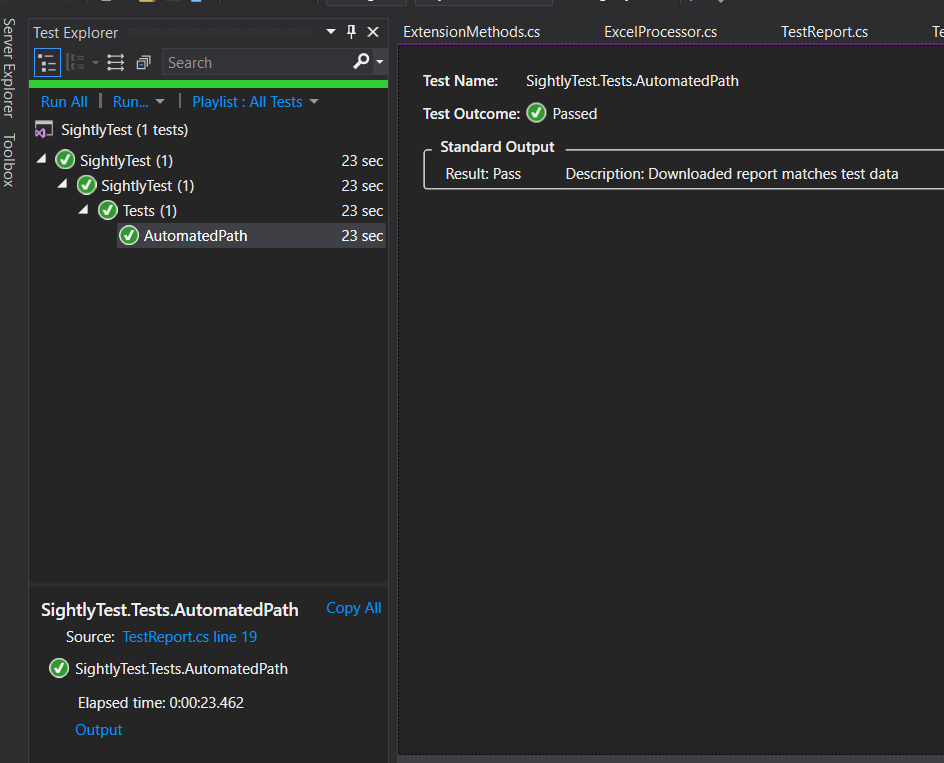 Server Explorer
Toolbox
Test Explorer
Search
Run All | Run... | Playlist : All Tests
SightlyTest (1 tests)
SightlyTest (1) 23 sec
SightlyTest (1) 23 sec
Tests (1) 23 sec
AutomatedPath 23 sec
SightlyTest.Tests.AutomatedPath Copy All
Source: TestReport.cs line 19
SightlyTest.Tests.AutomatedPath
Elapsed time: 0:00:23.462
Output
ExtensionMethods.cs ExcelProcessor.cs TestReport.cs
Test Name: SightlyTest.Tests.AutomatedPath
Test Outcome: Passed
Standard Output
Result: Pass Description: Downloaded report matches test data